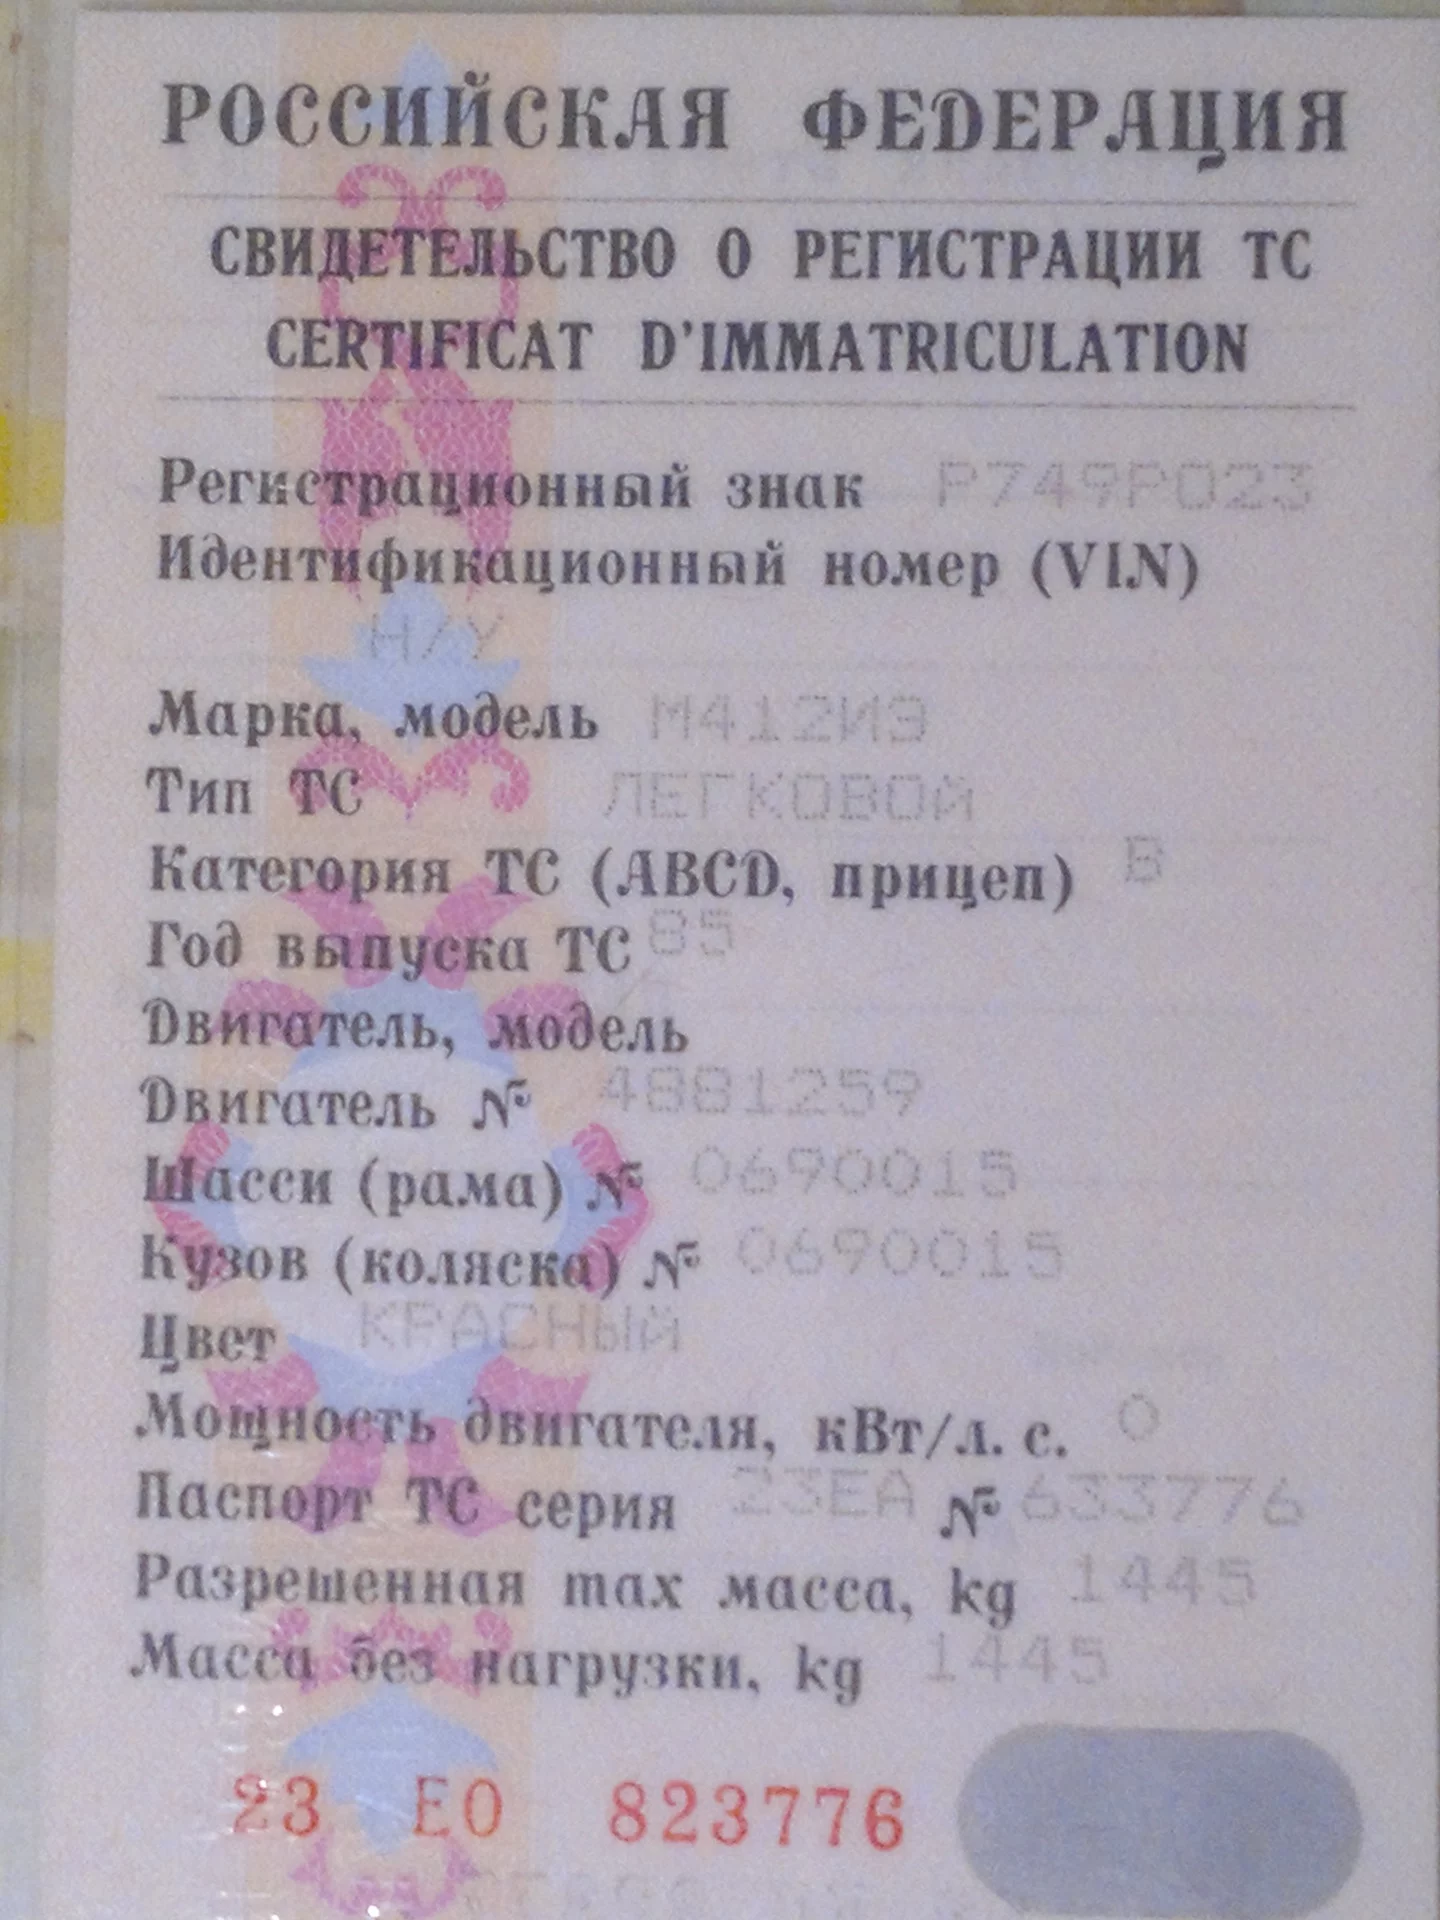 РОССИЙСКАЯ ФЕДЕРАЦИЯ
СВИДЕТЕЛЬСТВО О РЕГИСТРАЦИИ ТС
CERTIFICAT D'IMMATRICULATION
Регистрационный знак Р749РО23
Идентификационный номер (VIN)
Н/У
Марка, модель М412ИЭ
Тип ТС ЛЕГКОВОЙ
Категория ТС (ABCD, прицеп) В
Год выпуска ТС 85
Двигатель, модель
Двигатель № 4881259
Шасси (рама) № 0690015
Кузов (коляска) № 0690015
Цвет КРАСНЫЙ
Мощность двигателя, кВт/л. с. 0
Паспорт ТС серия 23ЕА № 633776
Разрешенная max масса, kg 1445
Масса без нагрузки, kg 1445
23 ЕО 823776